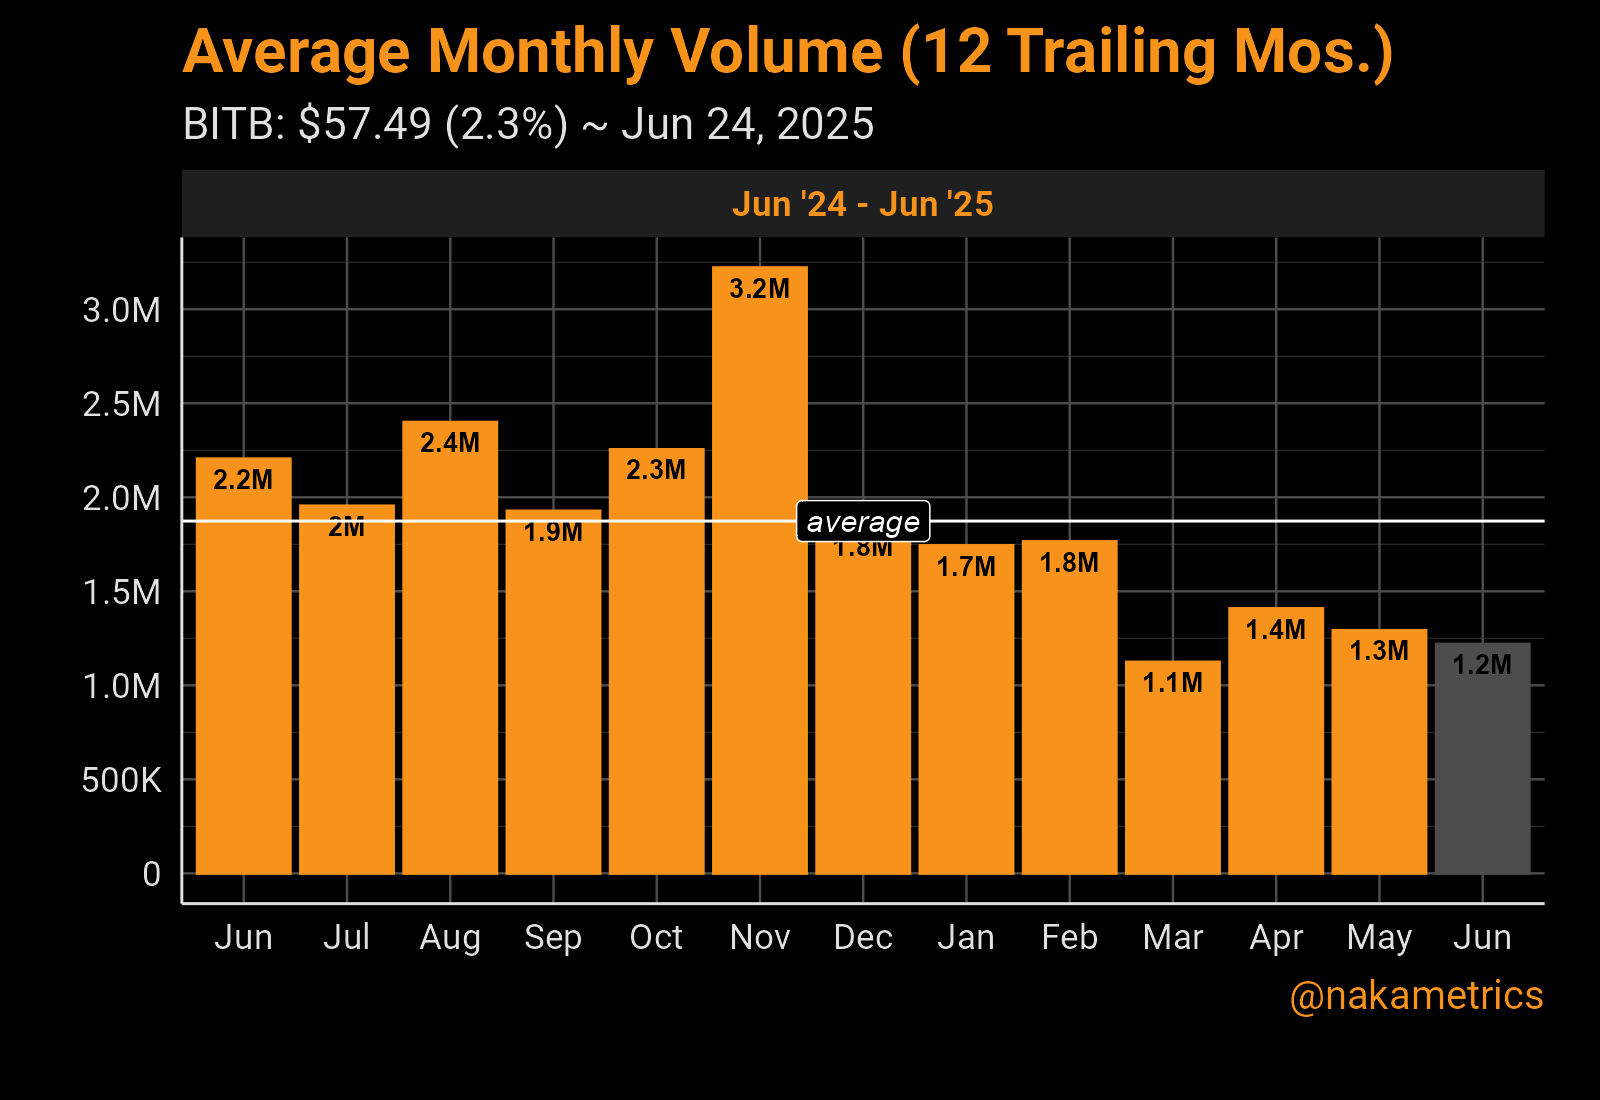 Average Monthly Volume (12 Trailing Mos.)
BITB: $57.49 (2.3%) ~ Jun 24, 2025
Jun '24 - Jun '25
3.0M
2.5M
2.0M
1.5M
1.0M
500K
0
2.2M
2M
2.4M
1.9M
2.3M
3.2M
average
1.8M
1.7M
1.8M
1.1M
1.4M
1.3M
1.2M
Jun Jul Aug Sep Oct Nov Dec Jan Feb Mar Apr May Jun
@nakametrics